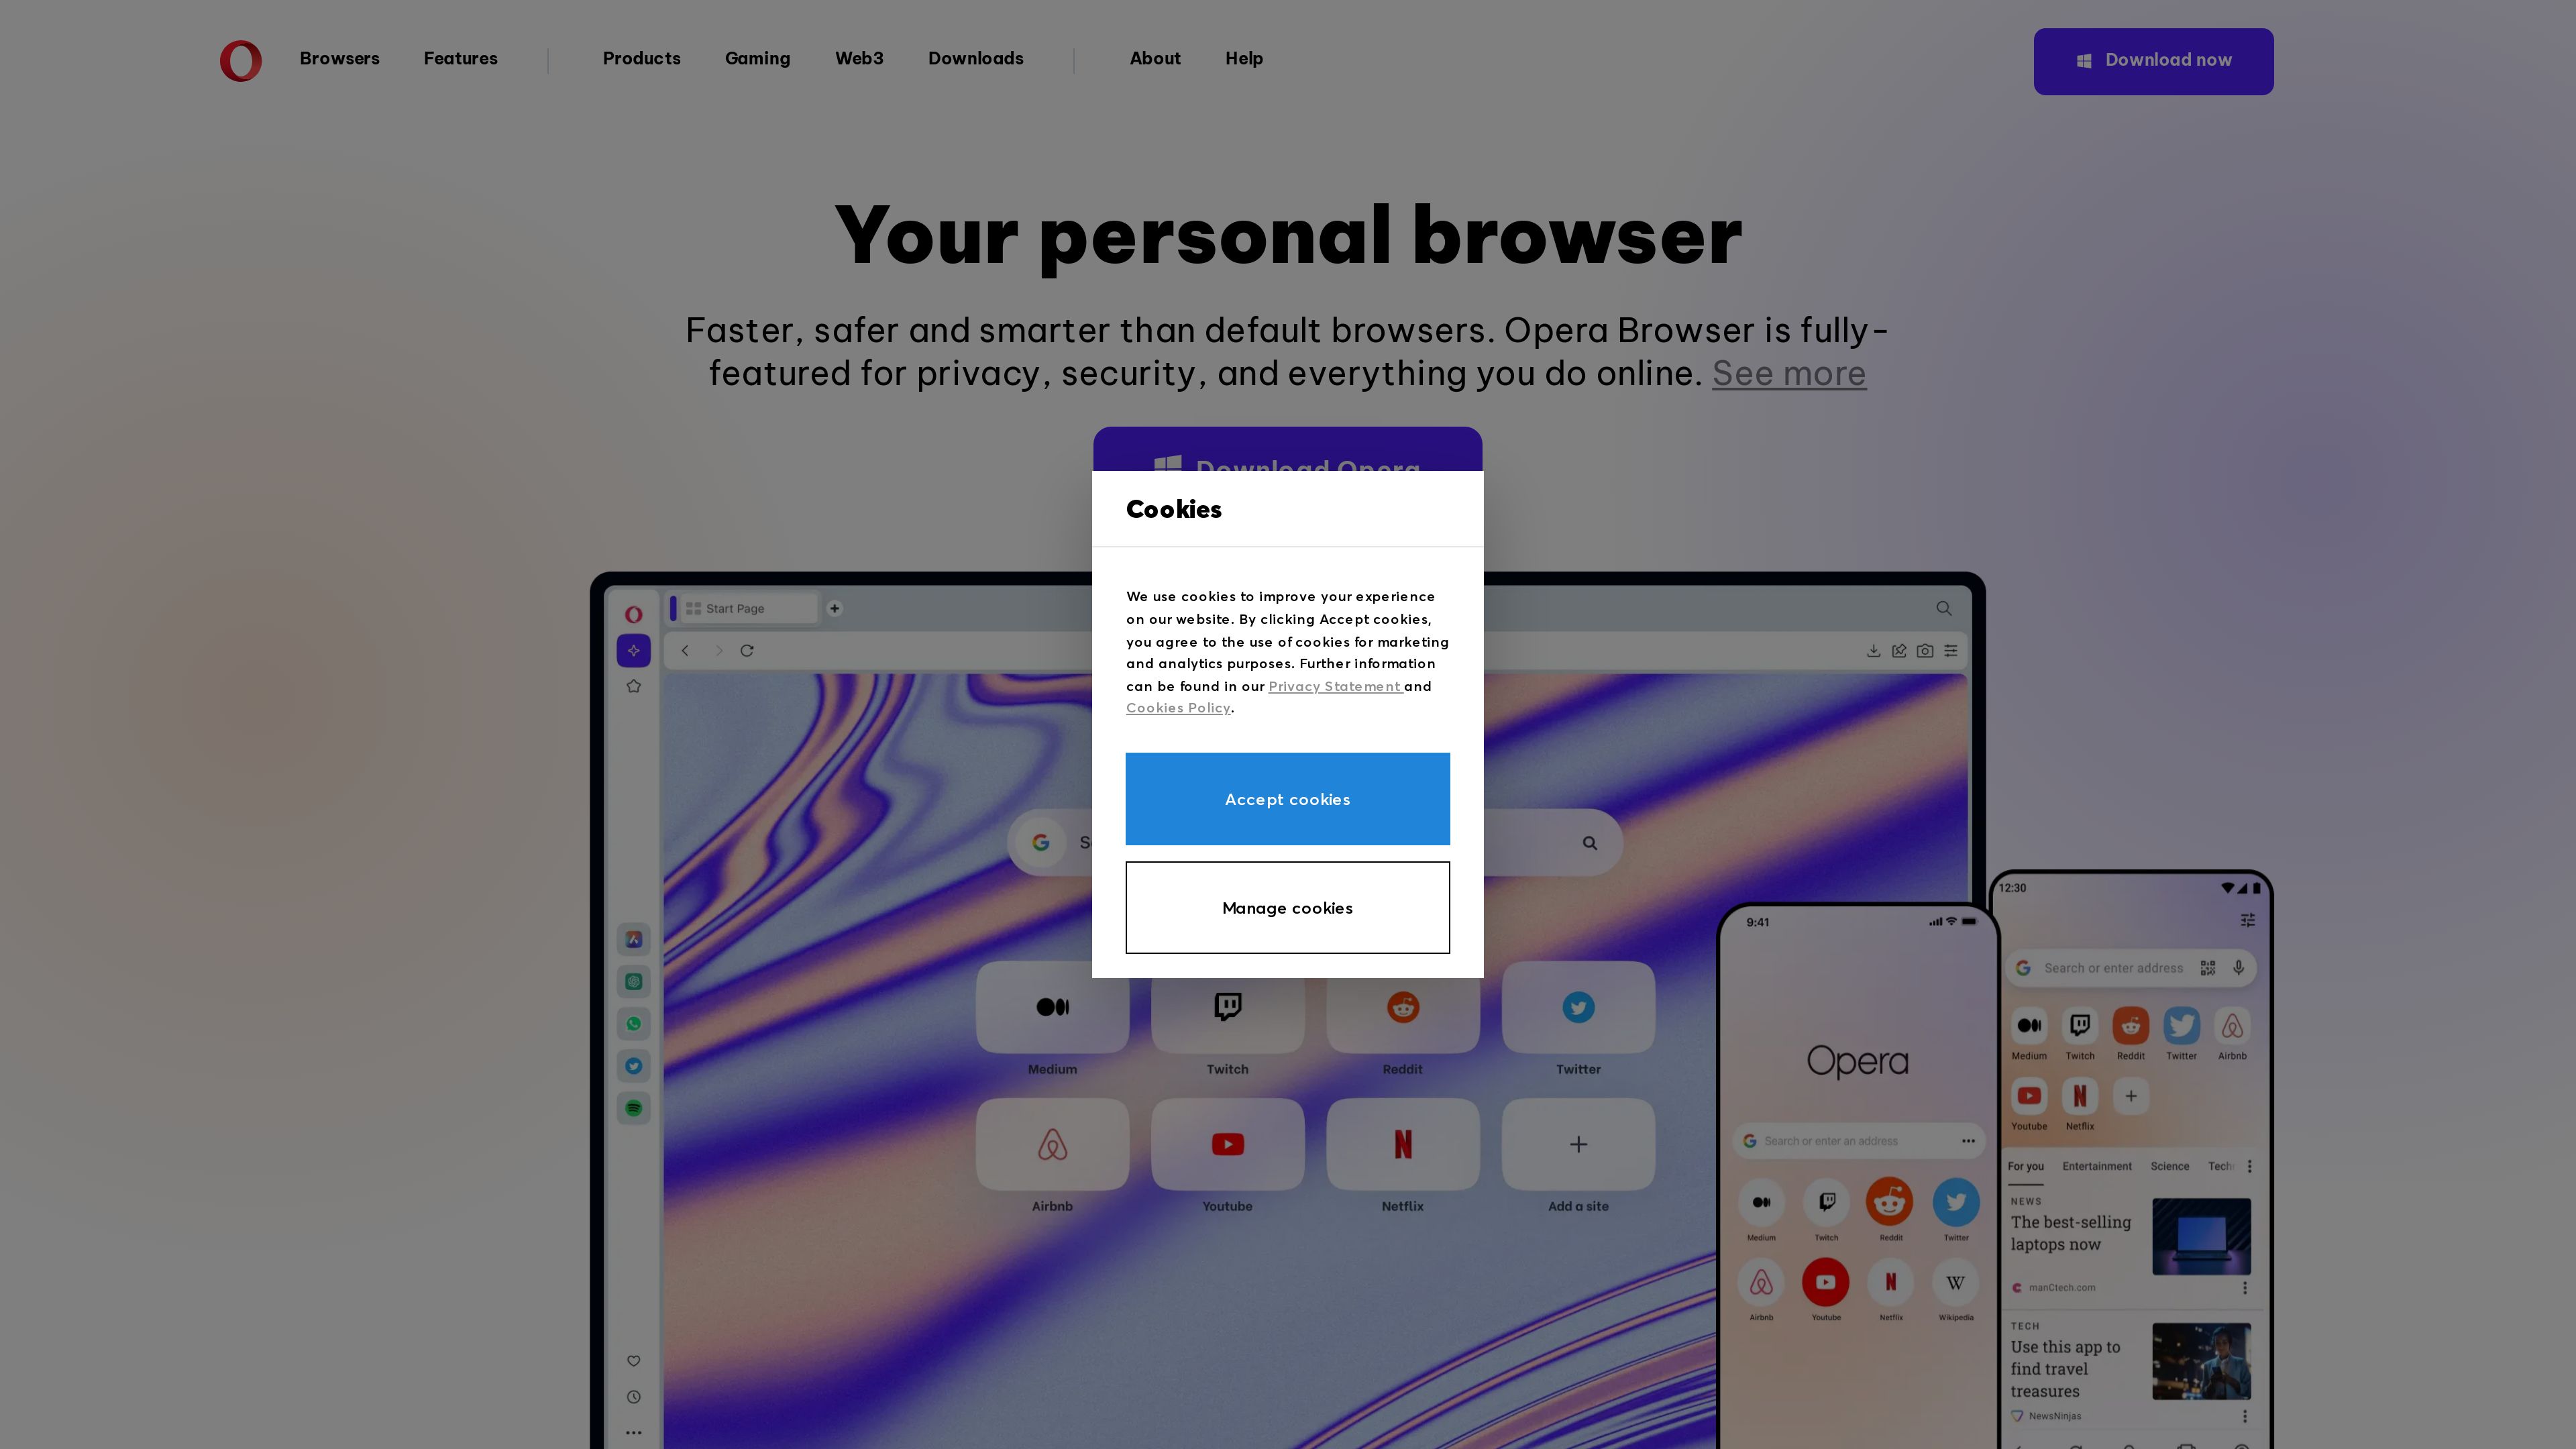 Browsers
Features
Products
Gaming
Web3
Downloads
About
Help
Download now
Your personal browser
Faster, safer and smarter than default browsers. Opera Browser is fully-
featured for privacy, security, and everything you do online. See more
Download Opera
Cookies
We use cookies to improve your experience
on our website. By clicking Accept cookies,
you agree to the use of cookies for marketing
and analytics purposes. Further information
can be found in our Privacy Statement and
Cookies Policy.
Accept cookies
Manage cookies
Start Page
Medium
Twitch
Reddit
Twitter
Airbnb
Youtube
Netflix
Add a site
9:41
Opera
Search or enter an address
Medium
Twitch
Reddit
Twitter
Airbnb
Youtube
Netflix
W
Wikipedia
12:30
Search or enter address
Medium
Twitch
Reddit
Twitter
Airbnb
Youtube
Netflix
For you
Entertainment
Science
Tech
NEWS
The best-selling
laptops now
manCtech.com
TECH
Use this app to
find travel
treasures
NewsNinjas